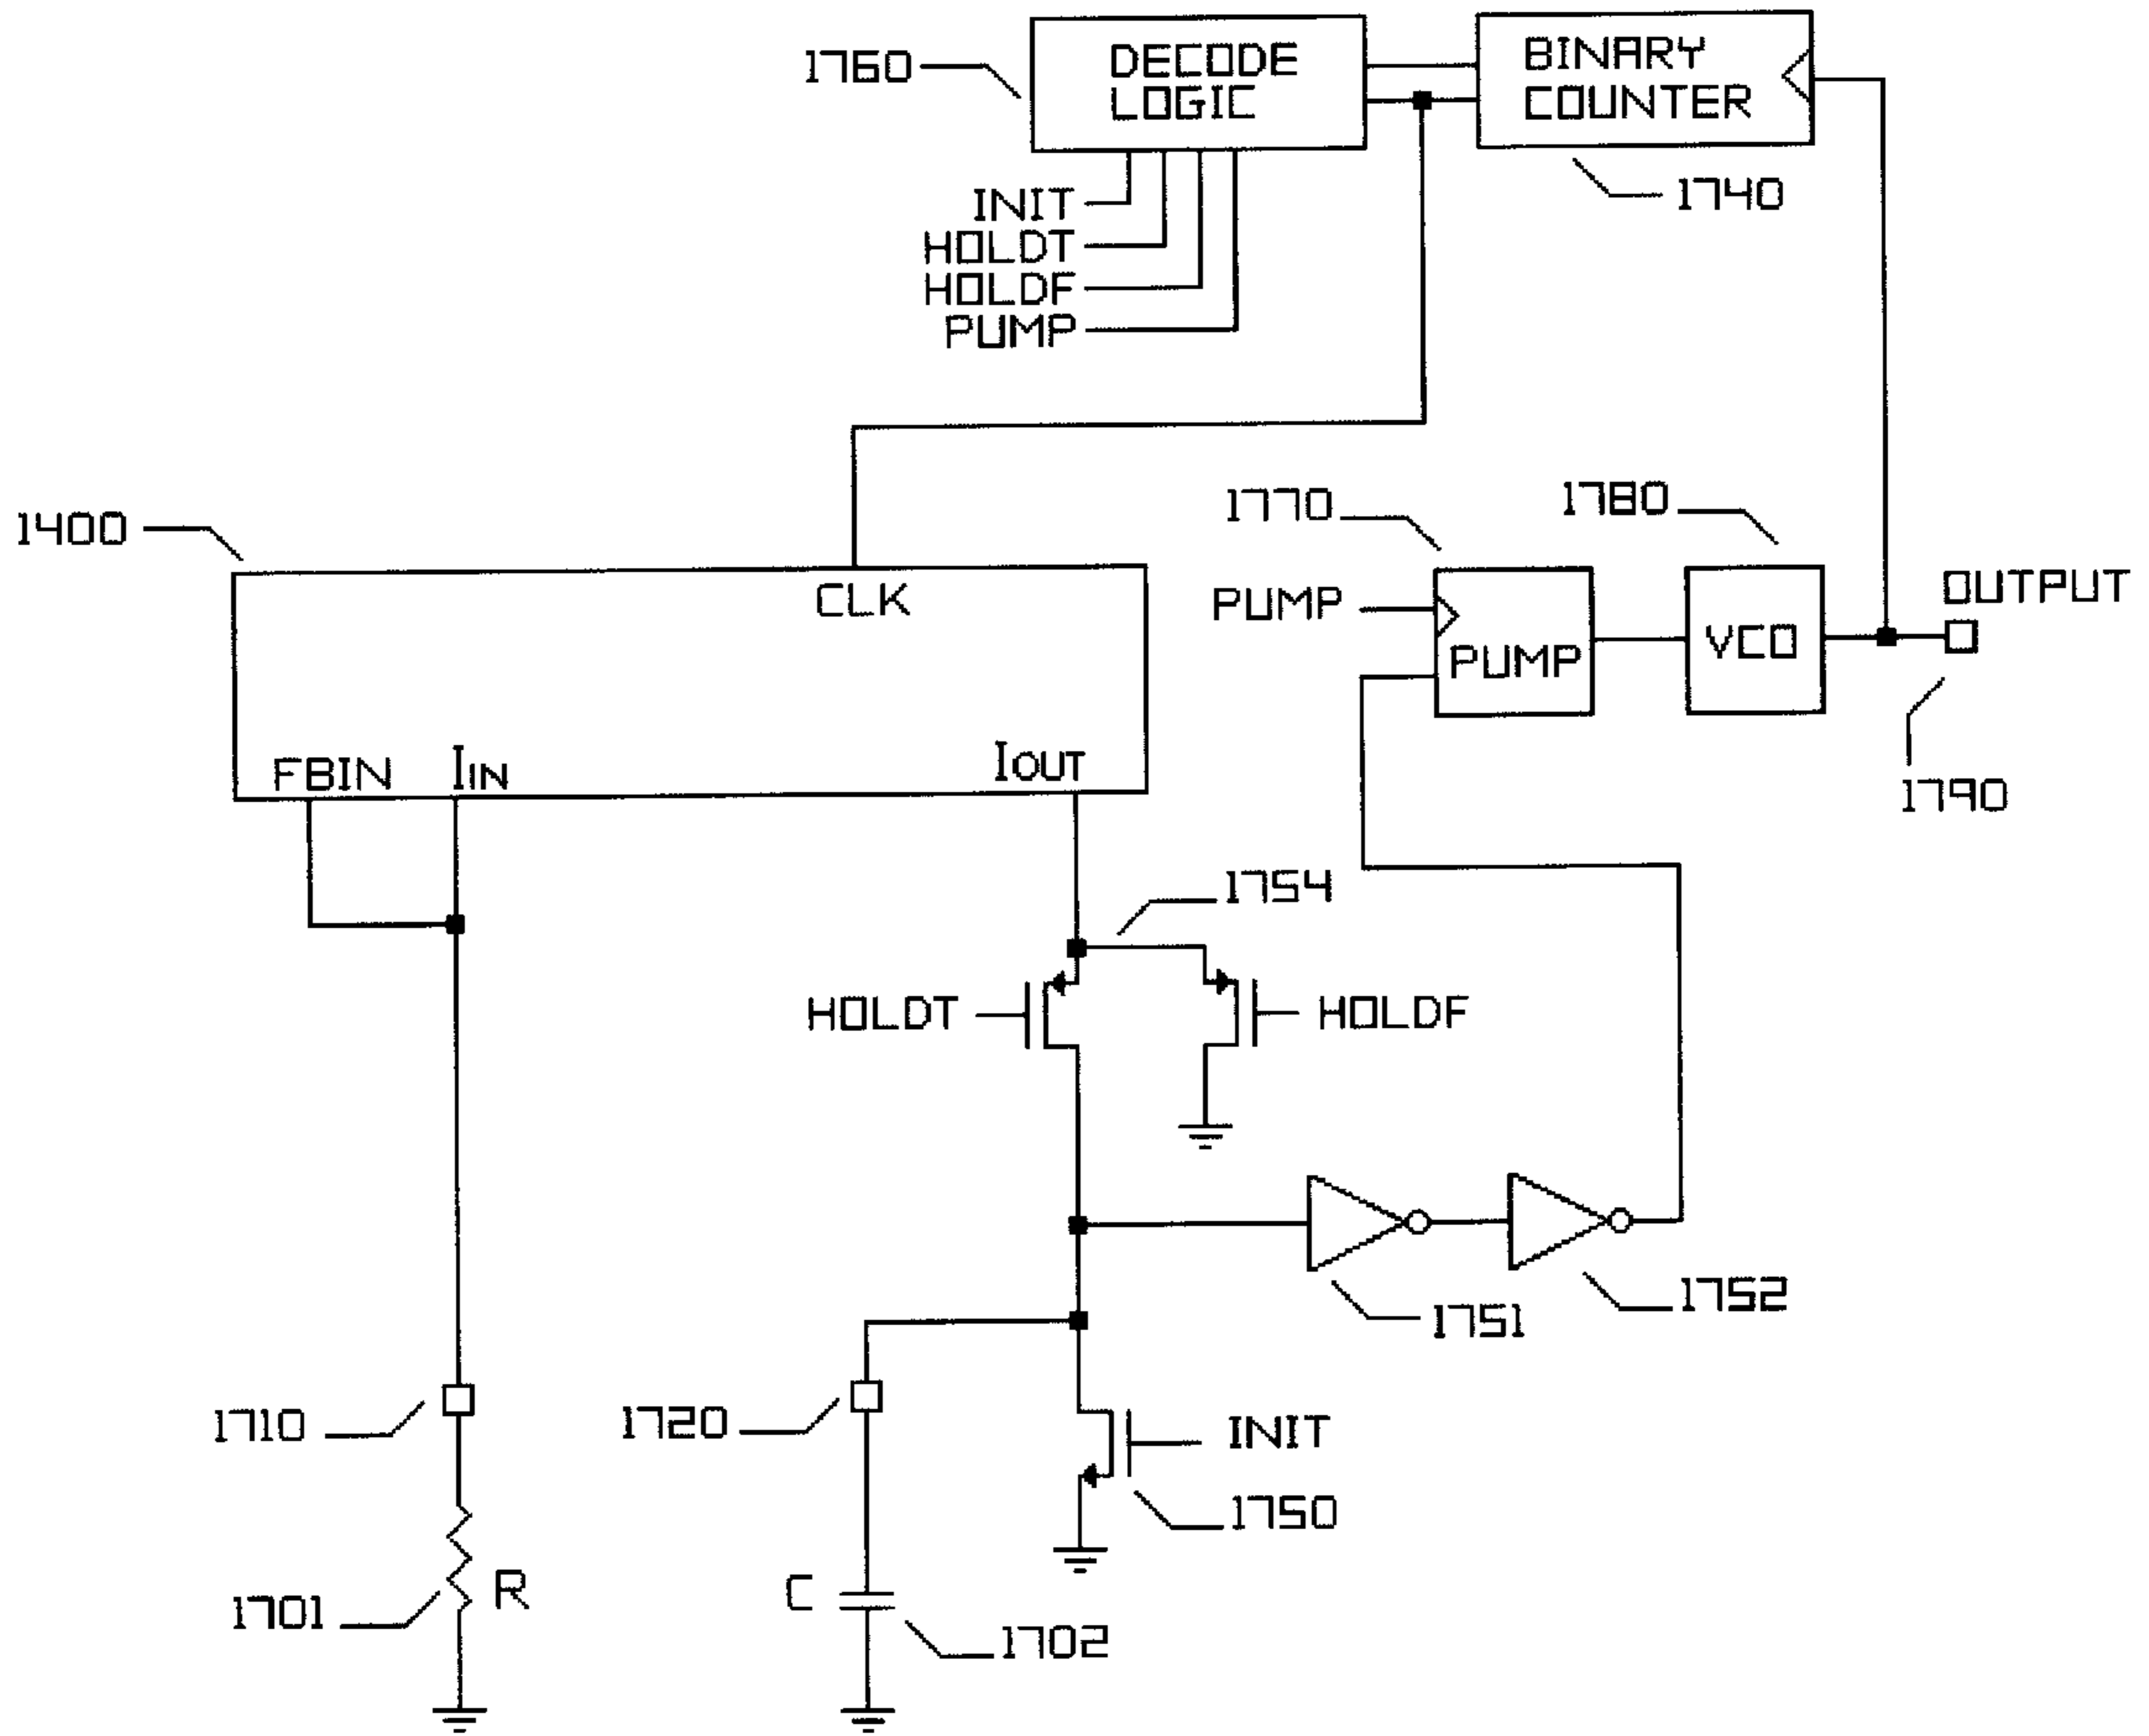 1760
DECODE
LOGIC
BINARY
COUNTER
1740
INIT
HOLDT
HOLDF
PUMP
1400
CLK
FBIN
IIN
IOUT
1770
1780
PUMP
PUMP
VCO
OUTPUT
1790
1754
HOLDT
HOLDF
1751
1752
1710
1720
INIT
1750
1701
R
C
1702